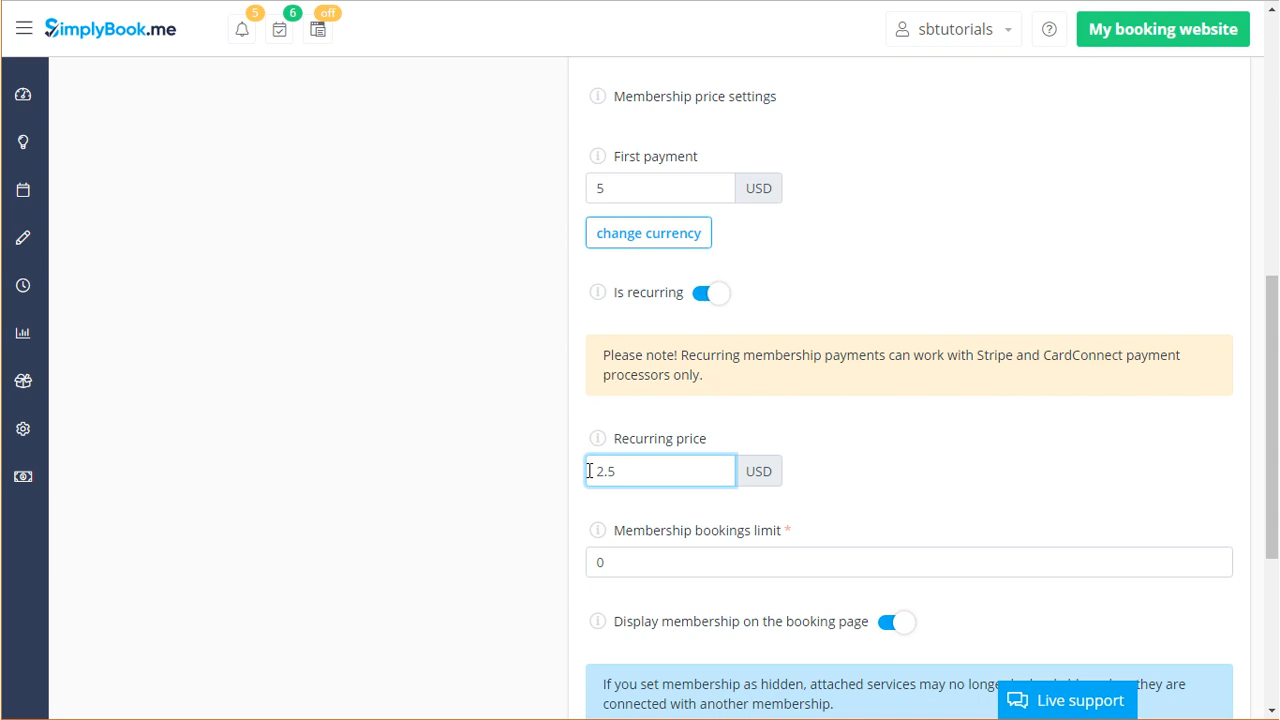 5
6
off
SimplyBook.me
sbtutorials
My booking website
Membership price settings
First payment
5
USD
change currency
Is recurring
Please note! Recurring membership payments can work with Stripe and CardConnect payment
processors only.
Recurring price
2.5
USD
Membership bookings limit *
0
Display membership on the booking page
If you set membership as hidden, attached services may no they are
connected with another membership.
Live support